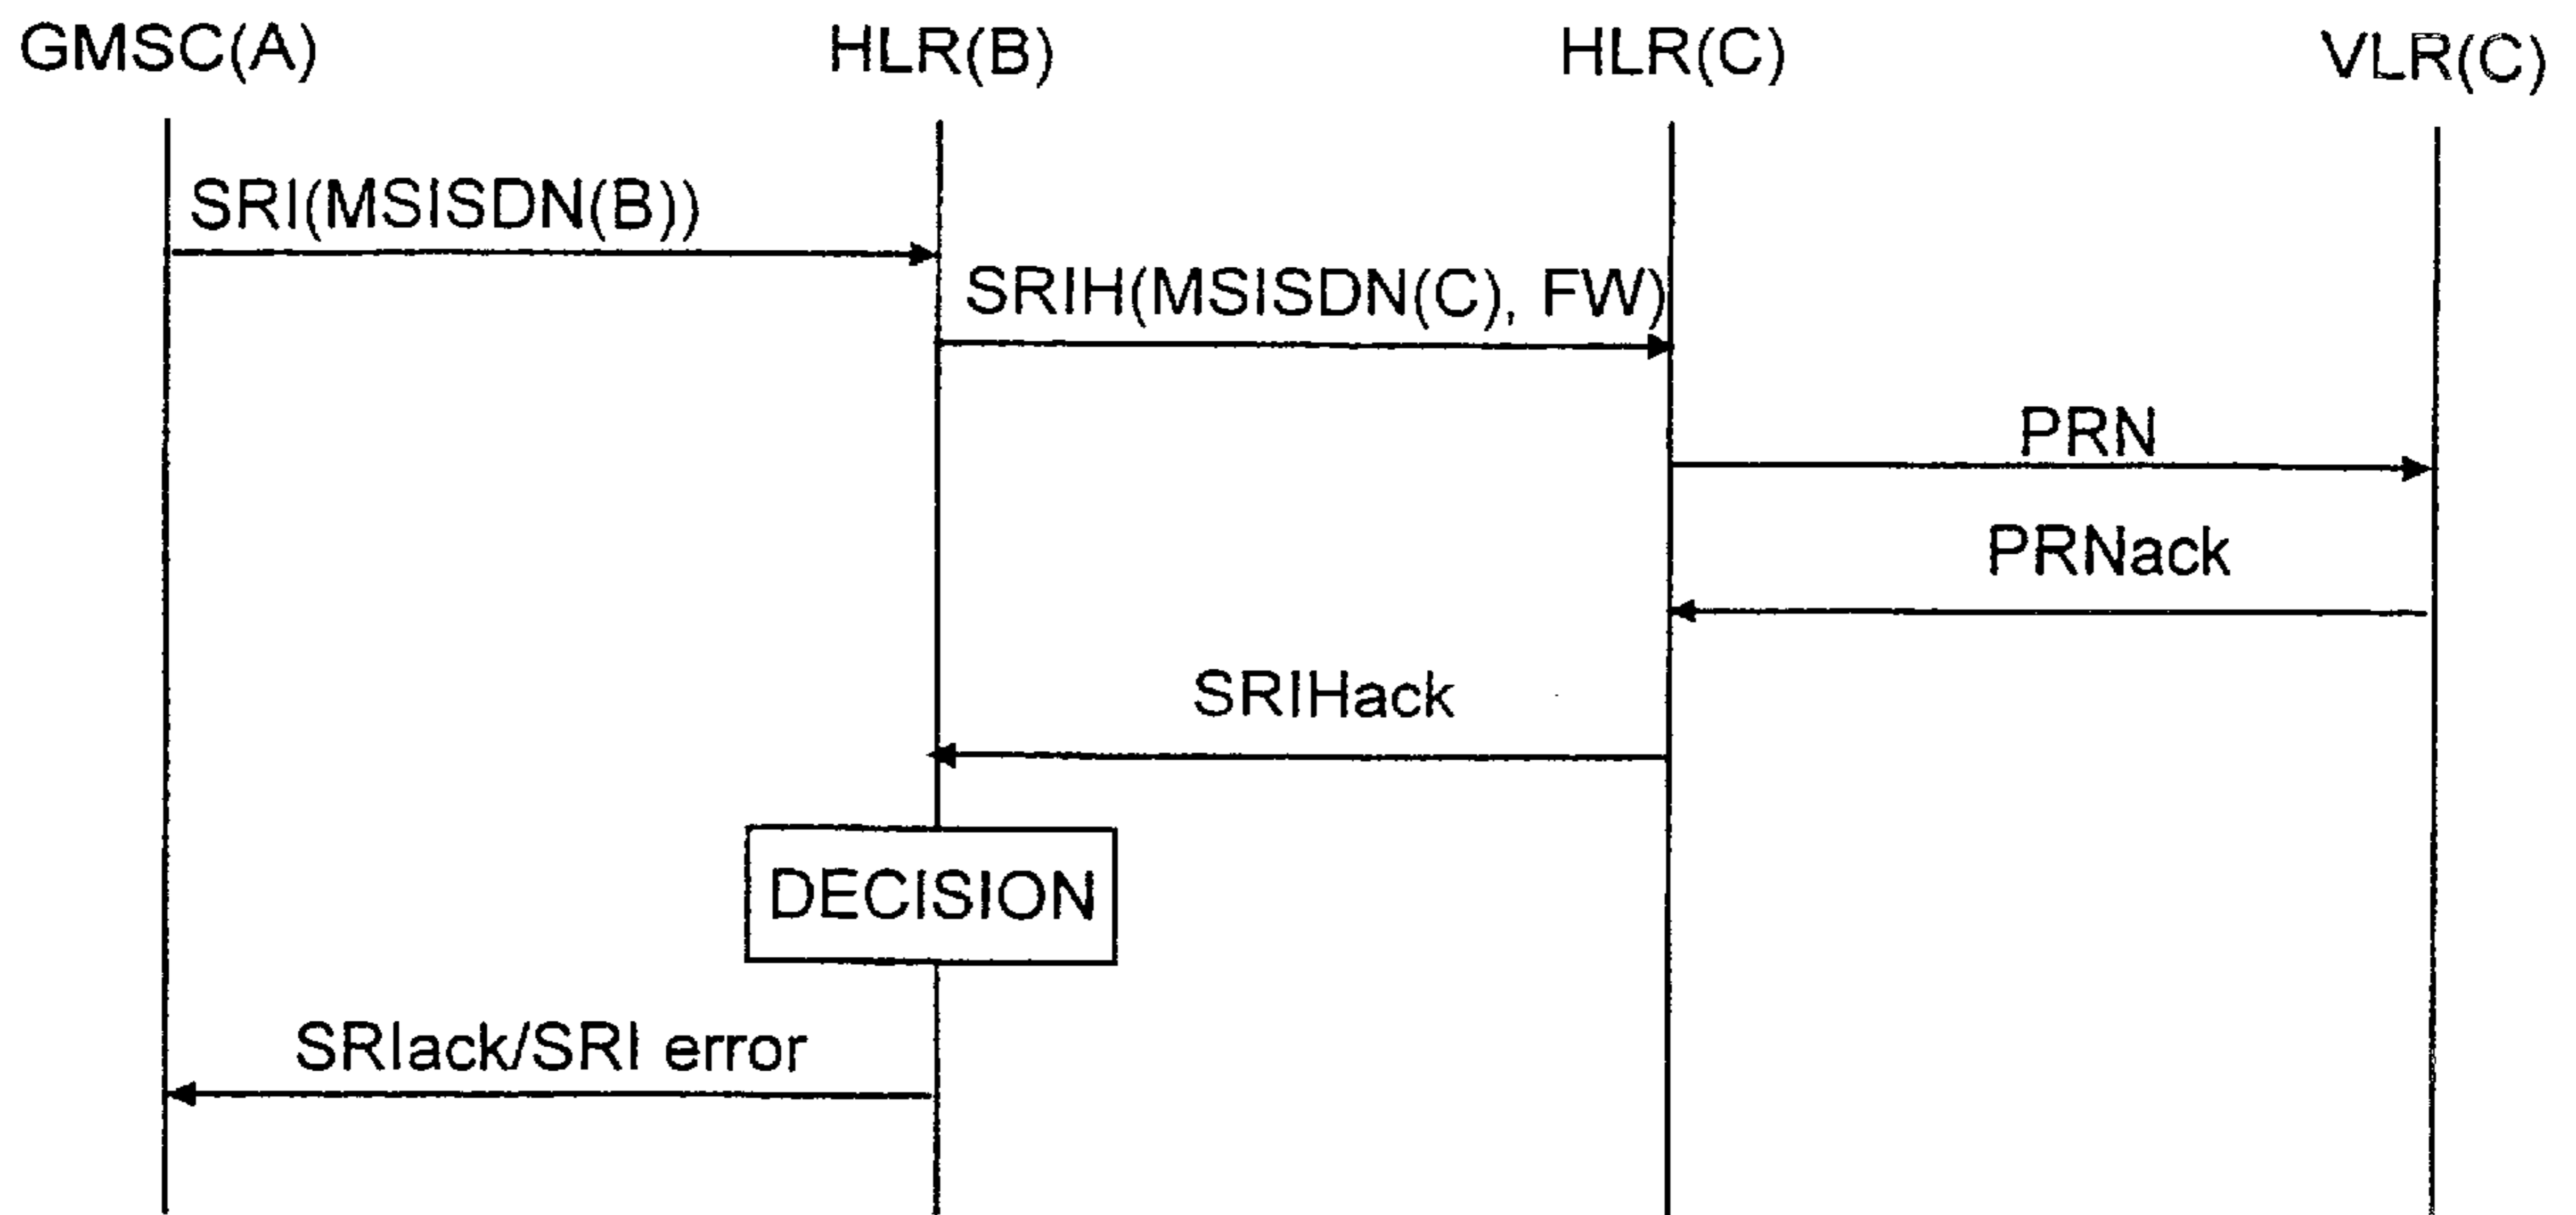 GMSC(A) HLR(B) HLR(C) VLR(C)
SRI(MSISDN(B))
SRIH(MSISDN(C), FW)
PRN
PRNack
SRIHack
DECISION
SRIack/SRI error